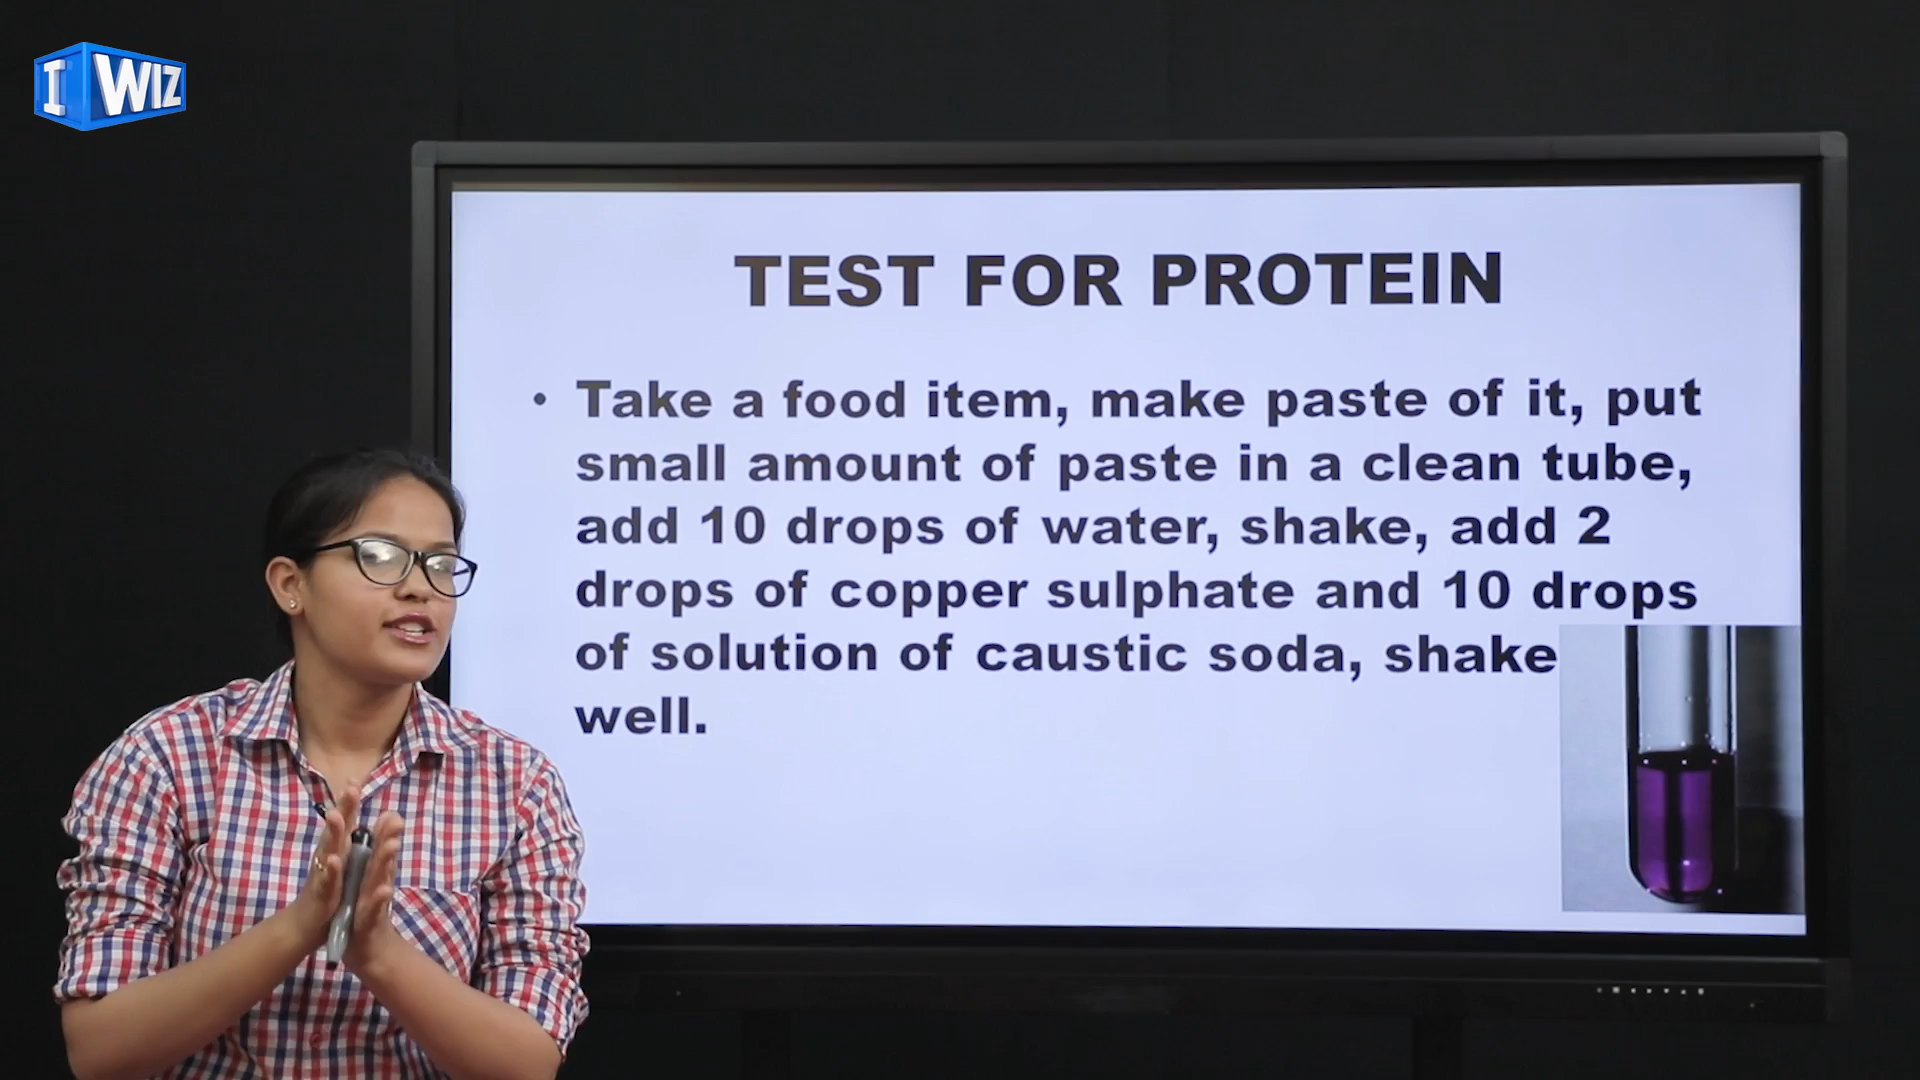 I WIZ
TEST FOR PROTEIN
• Take a food item, make paste of it, put
small amount of paste in a clean tube,
add 10 drops of water, shake, add 2
drops of copper sulphate and 10 drops
of solution of caustic soda, shake
well.